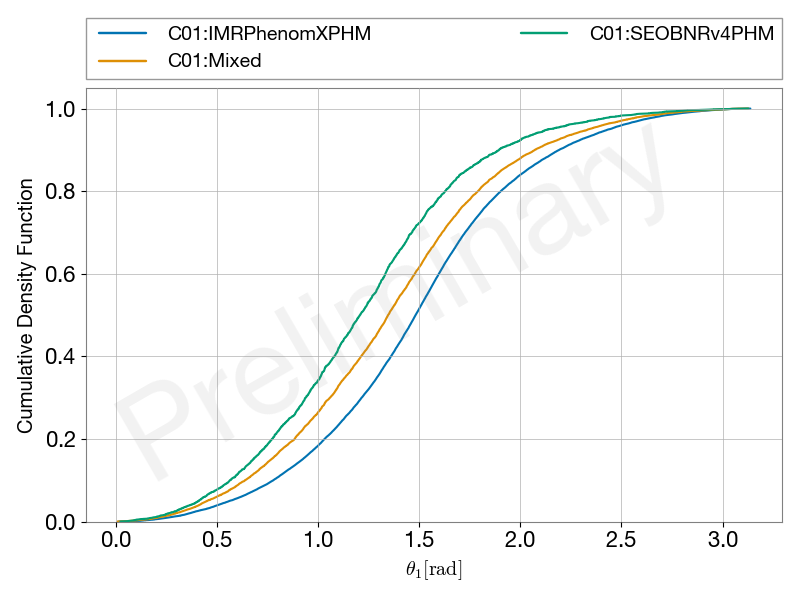 C01:IMRPhenomXPHM
C01:Mixed
C01:SEOBNRv4PHM
1.0
0.8
0.6
0.4
0.2
0.0
Cumulative Density Function
Preliminary
0.0 0.5 1.0 1.5 2.0 2.5 3.0
θ₁[rad]